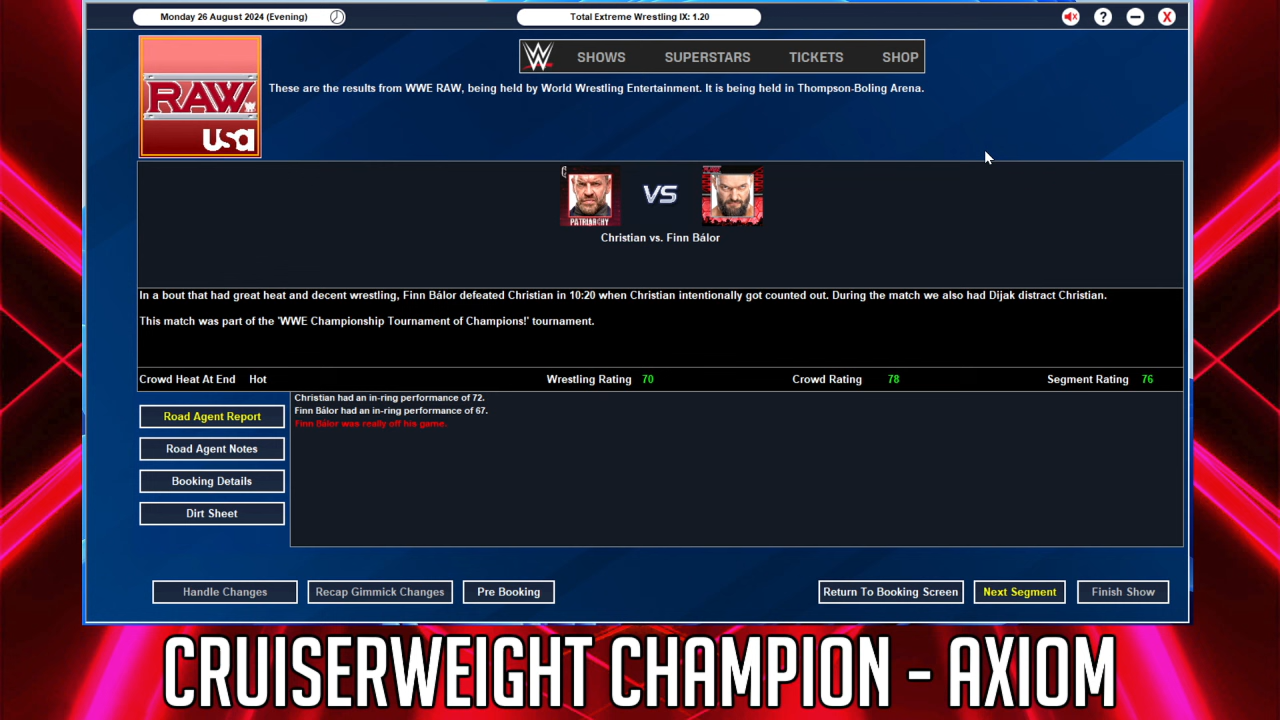 Monday 26 August 2024 (Evening)
Total Extreme Wrestling IX: 1.20
?
X
RAW
USA
SHOWS
SUPERSTARS
TICKETS
SHOP
These are the results from WWE RAW, being held by World Wrestling Entertainment. It is being held in Thompson-Boling Arena.
VS
PATRIARCHY
Christian vs. Finn Bálor
In a bout that had great heat and decent wrestling, Finn Bálor defeated Christian in 10:20 when Christian intentionally got counted out. During the match we also had Dijak distract Christian.
This match was part of the 'WWE Championship Tournament of Champions!' tournament.
Crowd Heat At End Hot
Wrestling Rating 70
Crowd Rating 78
Segment Rating 76
Road Agent Report
Road Agent Notes
Booking Details
Dirt Sheet
Christian had an in-ring performance of 72.
Finn Bálor had an in-ring performance of 67.
Finn Bálor was really off his game.
Handle Changes
Recap Gimmick Changes
Pre Booking
Return To Booking Screen
Next Segment
Finish Show
CRUISERWEIGHT CHAMPION - AXIOM